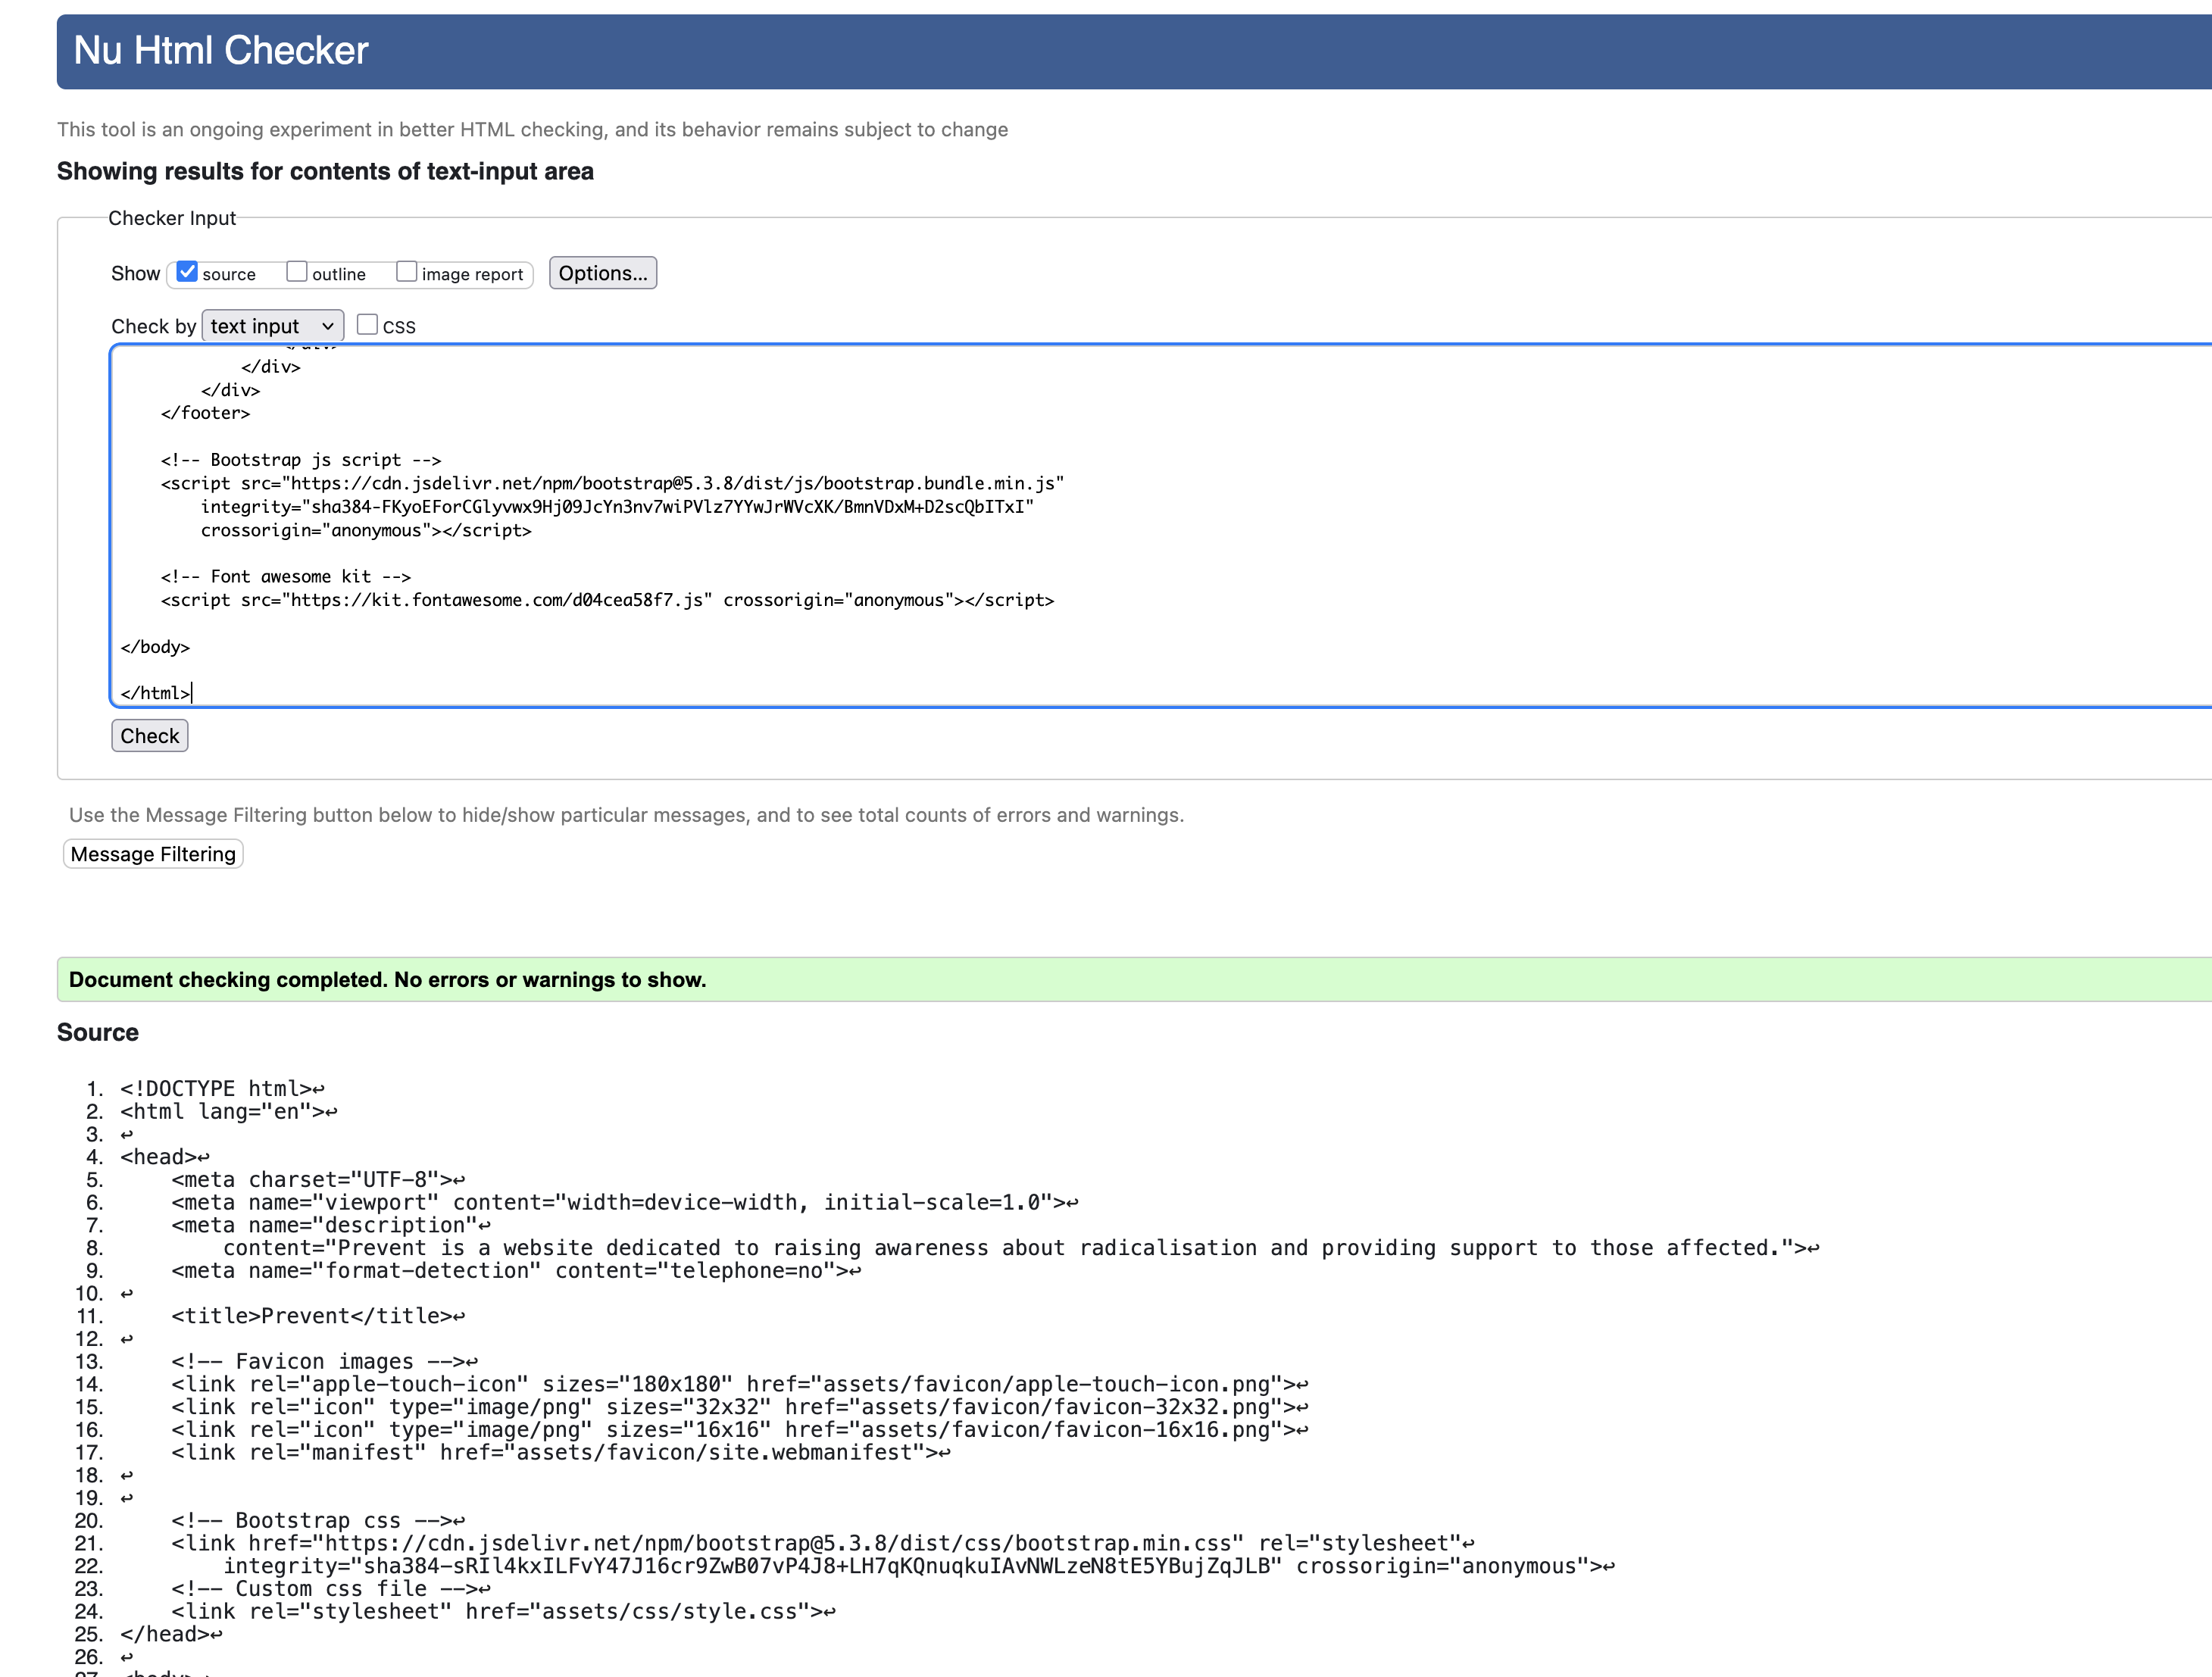 Nu Html Checker
This tool is an ongoing experiment in better HTML checking, and its behavior remains subject to change
Showing results for contents of text-input area
Checker Input
Show source outline image report Options...
Check by text input CSS
</div>
</div>
</footer>
<!-- Bootstrap js script -->
<script src="https://cdn.jsdelivr.net/npm/bootstrap@5.3.8/dist/js/bootstrap.bundle.min.js"
integrity="sha384-FKyoEForCGlyvwx9Hj09JcYn3nv7wiPVlz7YYwJrWVcXK/BmnVDxM+D2scQbITxI"
crossorigin="anonymous"></script>
<!-- Font awesome kit -->
<script src="https://kit.fontawesome.com/d04cea58f7.js" crossorigin="anonymous"></script>
</body>
</html>
Check
Use the Message Filtering button below to hide/show particular messages, and to see total counts of errors and warnings.
Message Filtering
Document checking completed. No errors or warnings to show.
Source
1. <!DOCTYPE html>↩
2. <html lang="en">↩
3. ↩
4. <head>↩
5. <meta charset="UTF-8">↩
6. <meta name="viewport" content="width=device-width, initial-scale=1.0">↩
7. <meta name="description"↩
8. content="Prevent is a website dedicated to raising awareness about radicalisation and providing support to those affected.">↩
9. <meta name="format-detection" content="telephone=no">↩
10. ↩
11. <title>Prevent</title>↩
12. ↩
13. <!-- Favicon images -->↩
14. <link rel="apple-touch-icon" sizes="180x180" href="assets/favicon/apple-touch-icon.png">↩
15. <link rel="icon" type="image/png" sizes="32x32" href="assets/favicon/favicon-32x32.png">↩
16. <link rel="icon" type="image/png" sizes="16x16" href="assets/favicon/favicon-16x16.png">↩
17. <link rel="manifest" href="assets/favicon/site.webmanifest">↩
18. ↩
19. ↩
20. <!-- Bootstrap css -->↩
21. <link href="https://cdn.jsdelivr.net/npm/bootstrap@5.3.8/dist/css/bootstrap.min.css" rel="stylesheet"↩
22. integrity="sha384-sRIl4kxILFvY47J16cr9ZwB07vP4J8+LH7qKQnuqkuIAvNWLzeN8tE5YBujZqJLB" crossorigin="anonymous">↩
23. <!-- Custom css file -->↩
24. <link rel="stylesheet" href="assets/css/style.css">↩
25. </head>↩
26. ↩